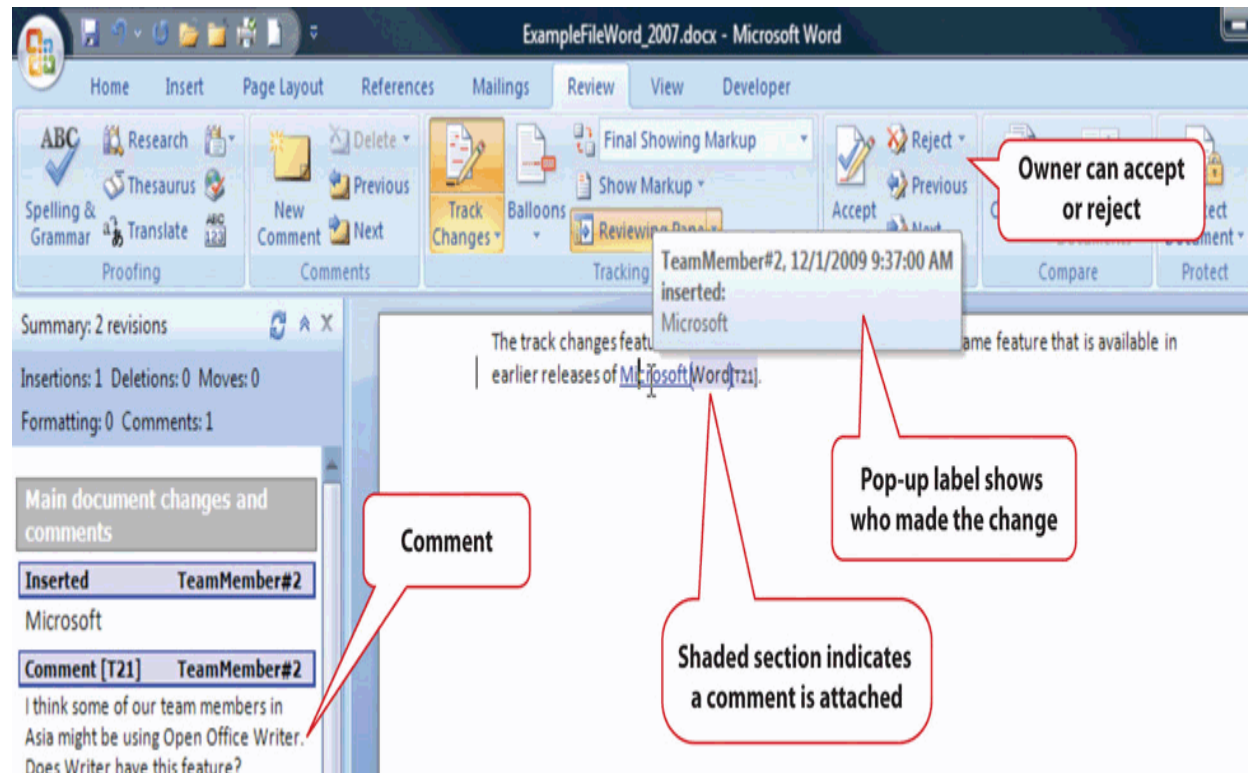 ExampleFileWord_2007.docx - Microsoft Word
Home Insert Page Layout References Mailings Review View Developer
ABC
Spelling &
Grammar
Research
Thesaurus
Translate
ABC
123
Proofing
New
Comment
Delete
Previous
Next
Comments
Track
Changes
Balloons
Final Showing Markup
Show Markup
Reviewing Pane
Tracking
Accept
Reject
Previous
Next
Compare
Protect
Owner can accept
or reject
TeamMember#2, 12/1/2009 9:37:00 AM
inserted:
Microsoft
Summary: 2 revisions
Insertions: 1 Deletions: 0 Moves: 0
Formatting: 0 Comments: 1
Main document changes and
comments
Inserted TeamMember#2
Microsoft
Comment [T21] TeamMember#2
I think some of our team members in
Asia might be using Open Office Writer.
Does Writer have this feature?
The track changes feature that is available in
earlier releases of Microsoft Word[T21].
Comment
Pop-up label shows
who made the change
Shaded section indicates
a comment is attached